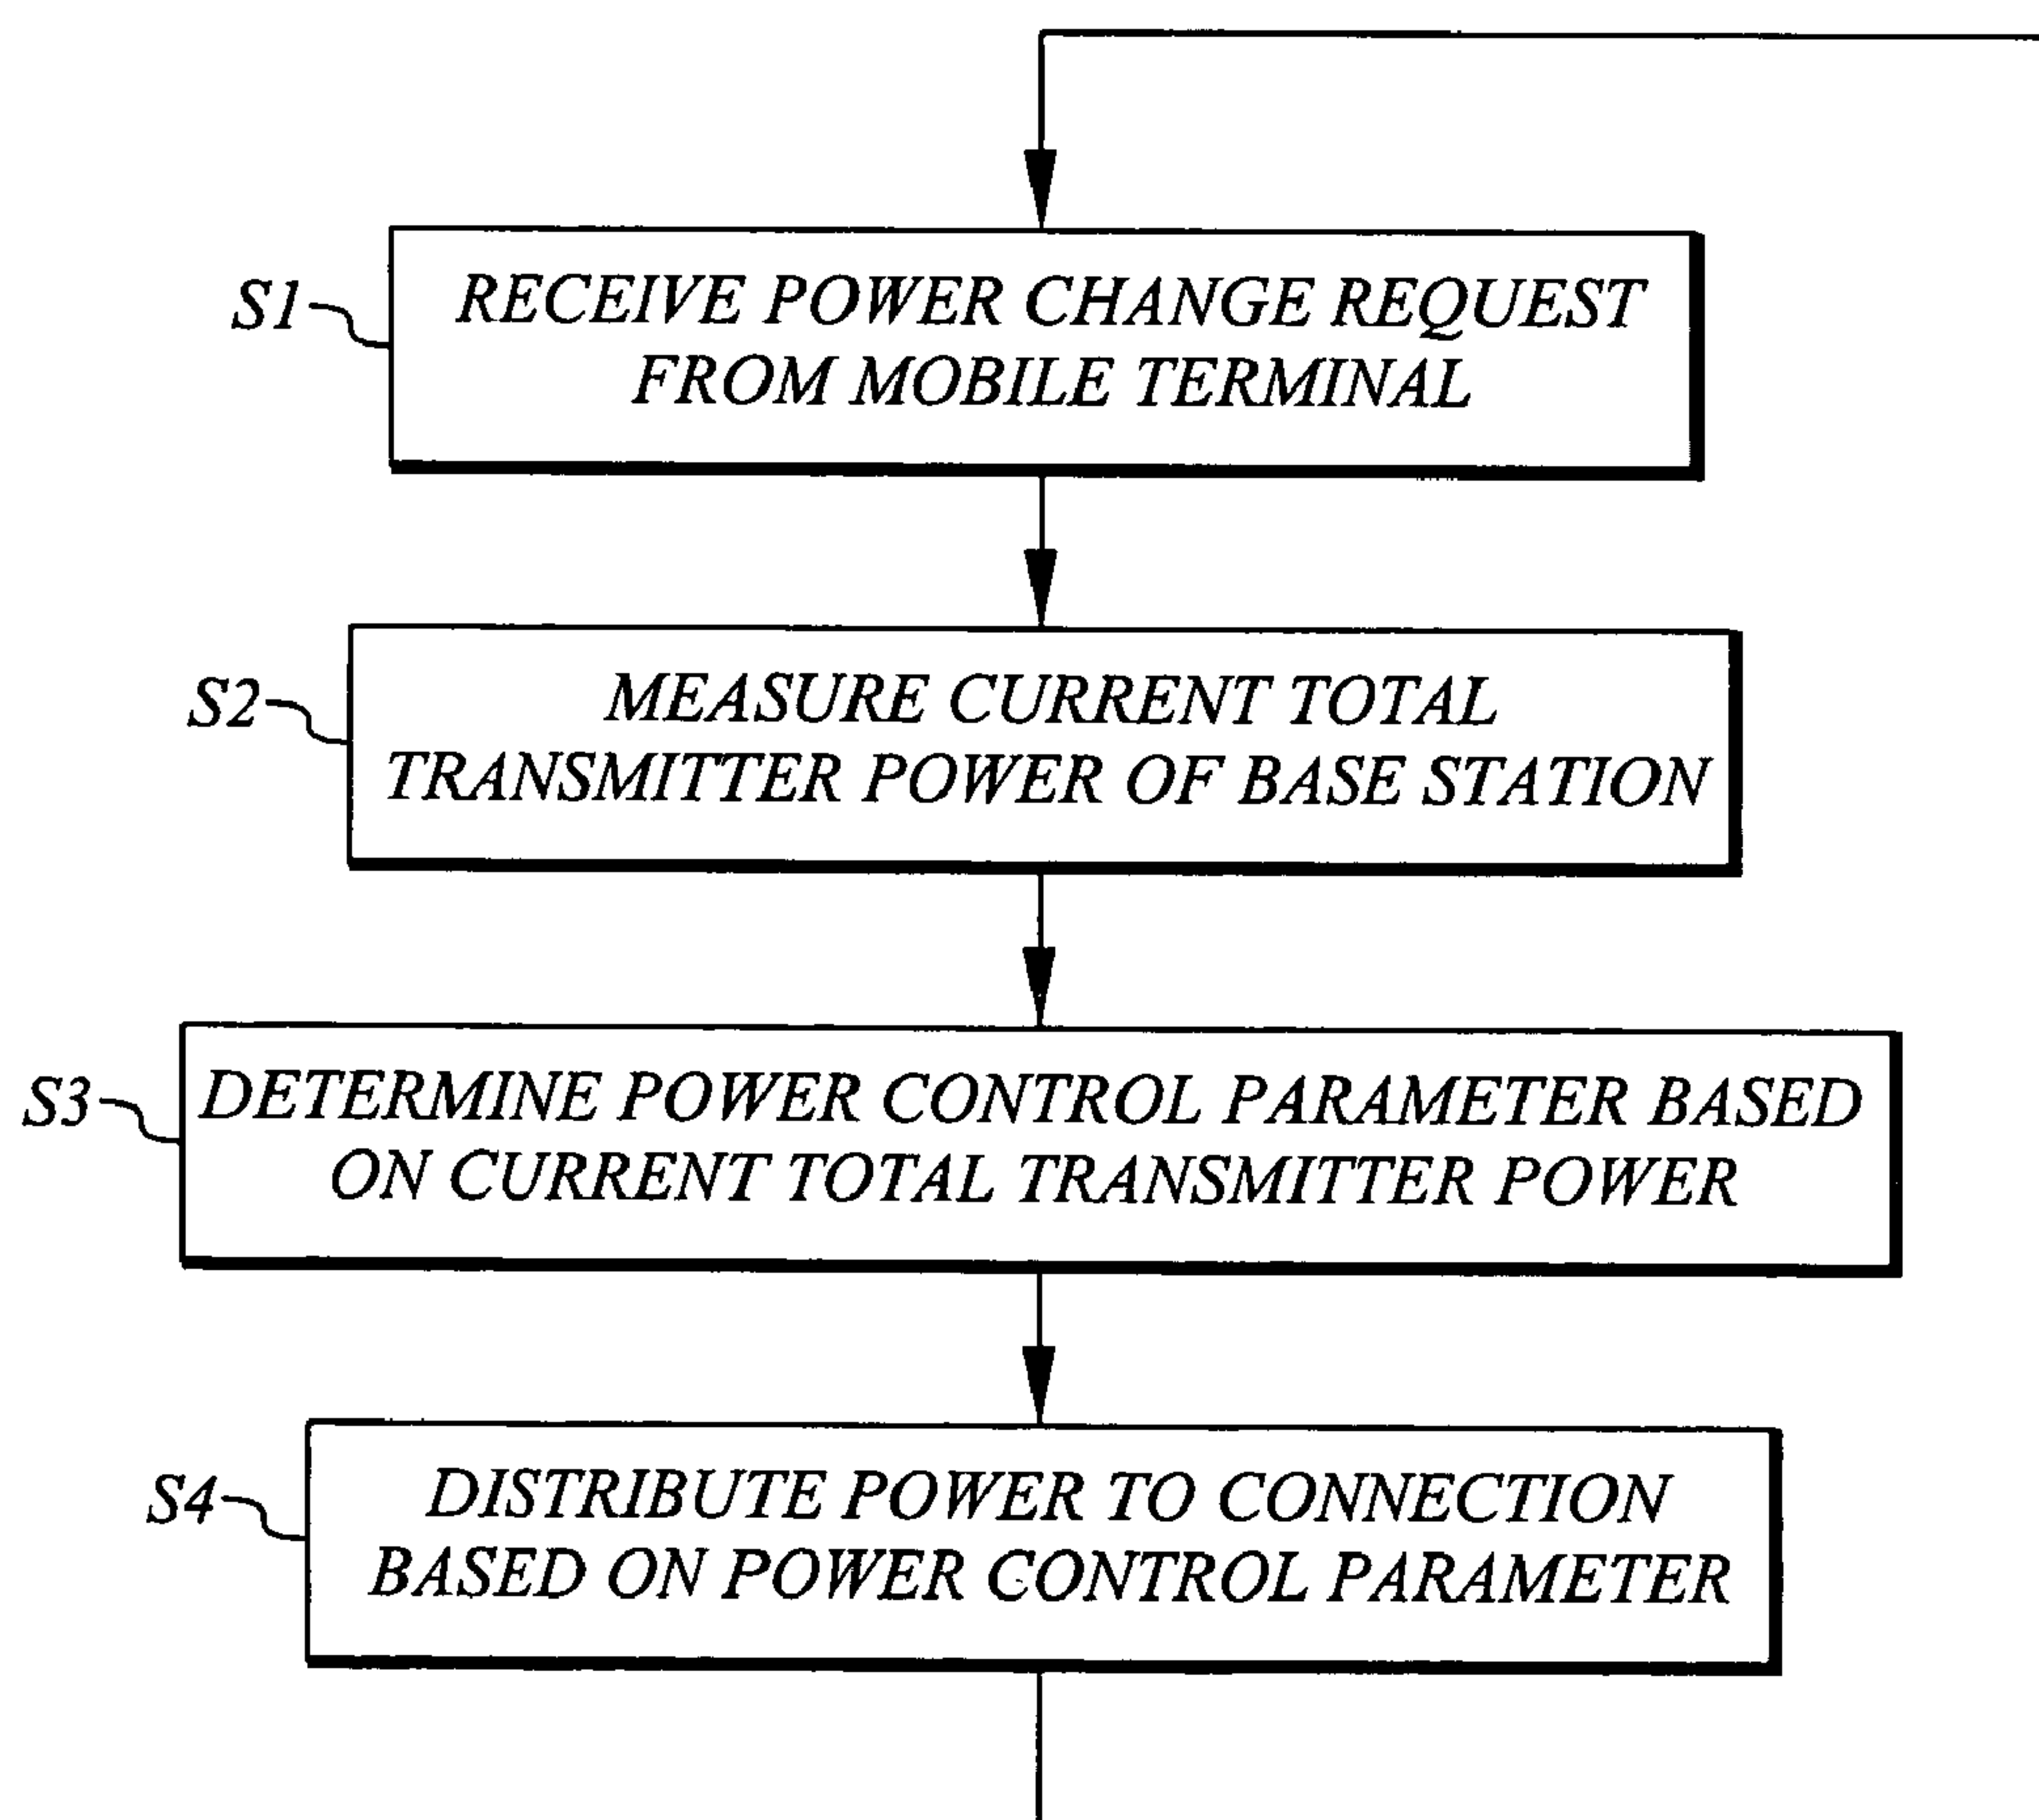 S1
RECEIVE POWER CHANGE REQUEST
FROM MOBILE TERMINAL
S2
MEASURE CURRENT TOTAL
TRANSMITTER POWER OF BASE STATION
S3
DETERMINE POWER CONTROL PARAMETER BASED
ON CURRENT TOTAL TRANSMITTER POWER
S4
DISTRIBUTE POWER TO CONNECTION
BASED ON POWER CONTROL PARAMETER